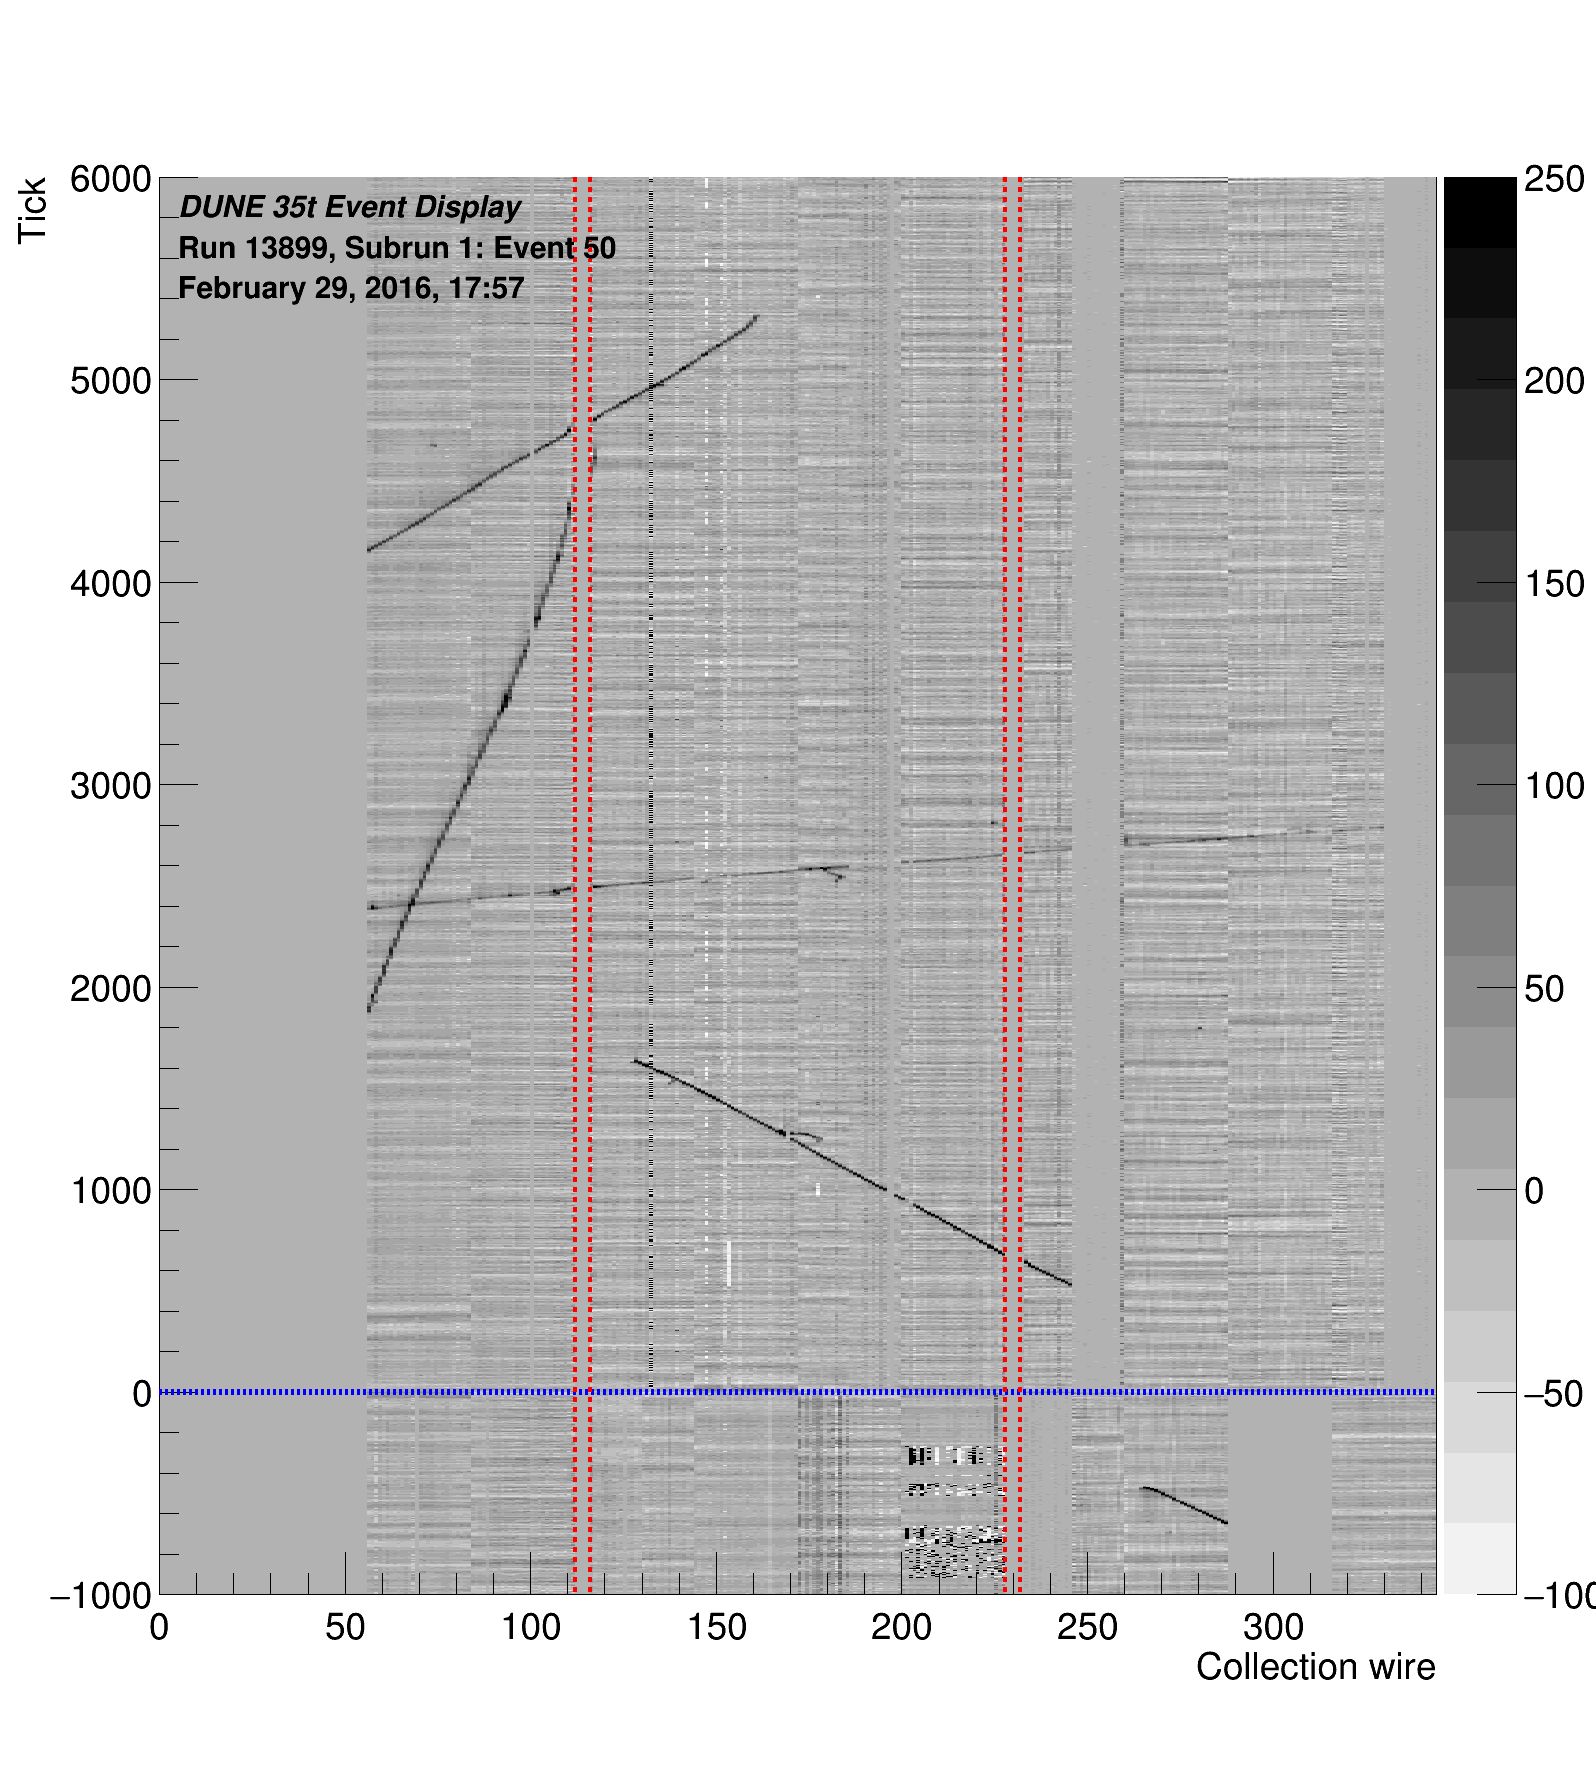 Tick
6000
5000
4000
3000
2000
1000
0
−1000
DUNE 35t Event Display
Run 13899, Subrun 1: Event 50
February 29, 2016, 17:57
0 50 100 150 200 250 300
Collection wire
250
200
150
100
50
0
−50
−100